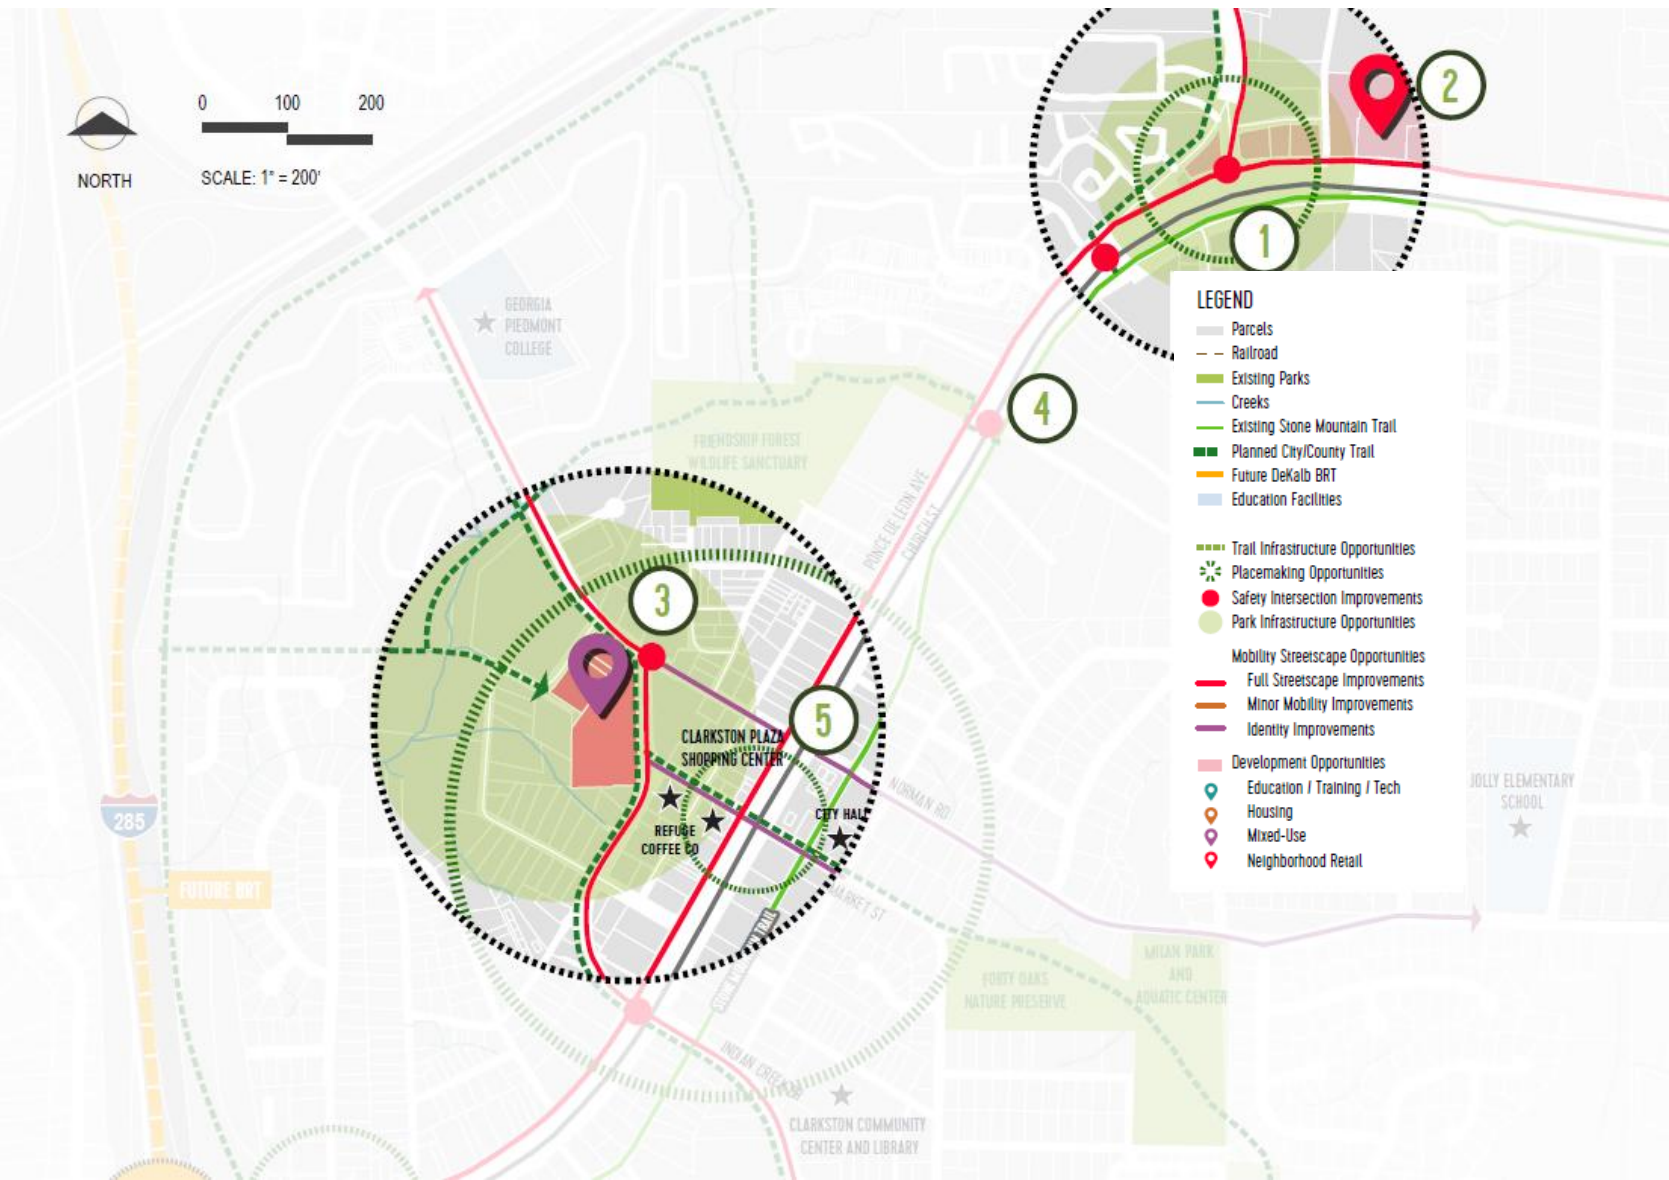 0 100 200
NORTH
SCALE: 1" = 200'
2
1
GEORGIA
PIEDMONT
COLLEGE
4
FRIENDSHIP FOREST
WILDLIFE SANCTUARY
PONCE DE LEON AVE
CHURCH ST
3
5
CLARKSTON PLAZA
SHOPPING CENTER
REFUGE
COFFEE CO
CITY HALL
NORMAN RD
MARKET ST
TRAIL
285
FUTURE BRT
INDIAN CREEK DR
FORTY OAKS
NATURE PRESERVE
MILAN PARK
AND
AQUATIC CENTER
CLARKSTON COMMUNITY
CENTER AND LIBRARY
JOLLY ELEMENTARY
SCHOOL
LEGEND
Parcels
Railroad
Existing Parks
Creeks
Existing Stone Mountain Trail
Planned City/County Trail
Future DeKalb BRT
Education Facilities
Trail Infrastructure Opportunities
Placemaking Opportunities
Safety Intersection Improvements
Park Infrastructure Opportunities
Mobility Streetscape Opportunities
Full Streetscape Improvements
Minor Mobility Improvements
Identity Improvements
Development Opportunities
Education / Training / Tech
Housing
Mixed-Use
Neighborhood Retail